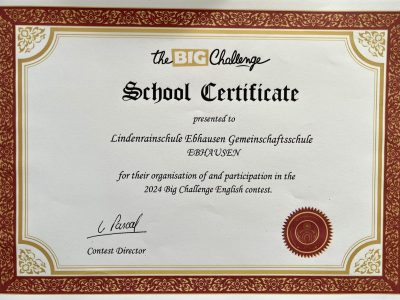 the BIG Challenge
School Certificate
presented to
Lindenrainschule Ebhausen Gemeinschaftsschule
EBHAUSEN
for their organisation of and participation in the
2024 Big Challenge English contest.
Contest Director